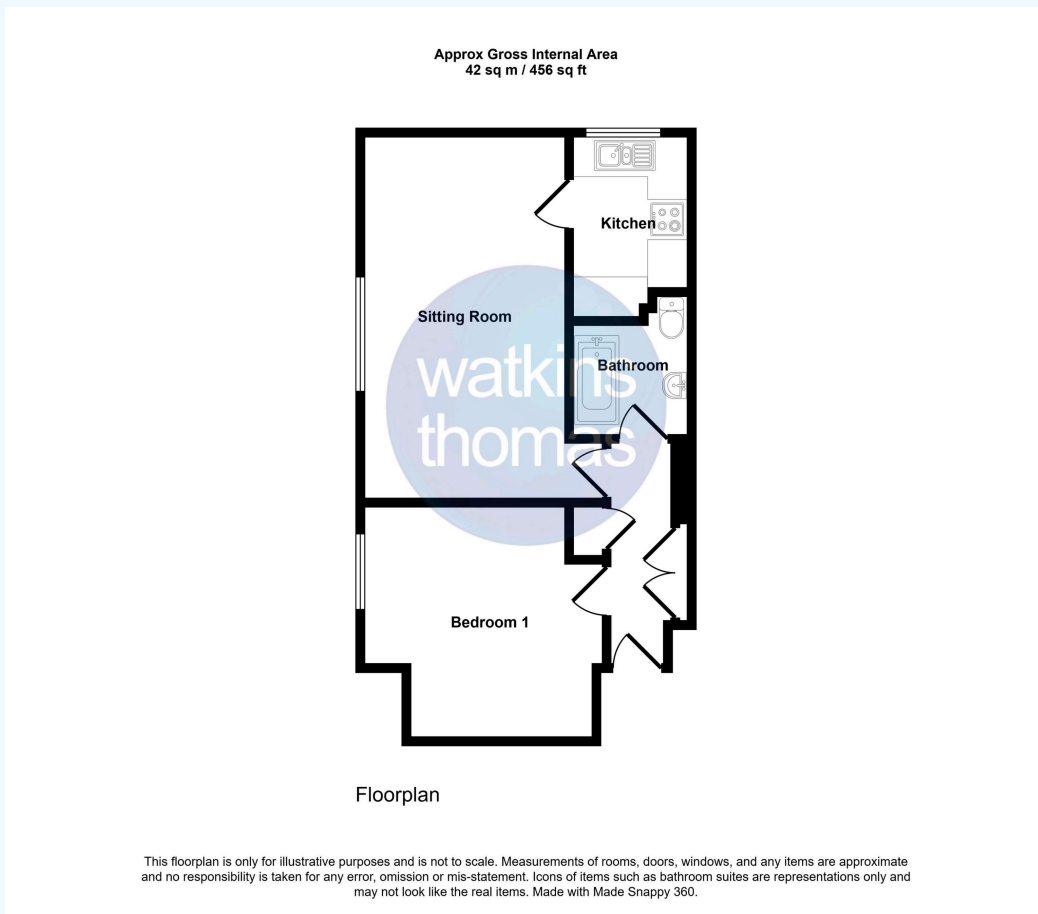 Approx Gross Internal Area
42 sq m / 456 sq ft
Kitchen
Sitting Room
Bathroom
watkins
thomas
Bedroom 1
Floorplan
This floorplan is only for illustrative purposes and is not to scale. Measurements of rooms, doors, windows, and any items are approximate
and no responsibility is taken for any error, omission or mis-statement. Icons of items such as bathroom suites are representations only and
may not look like the real items. Made with Made Snappy 360.